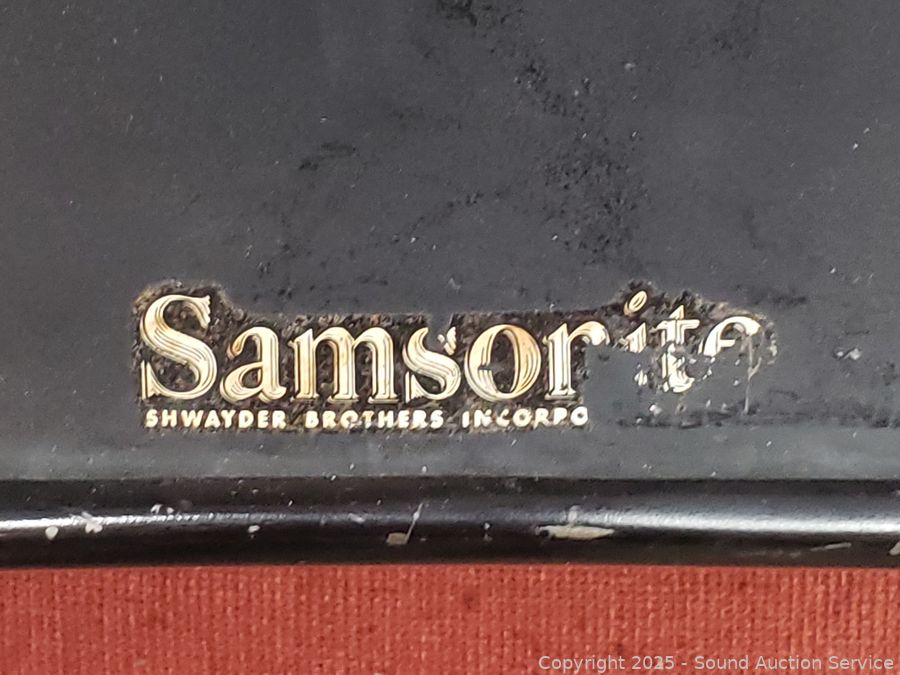 Samsonite
SHWAYDER BROTHERS INCORPO
Copyright 2025 - Sound Auction Service